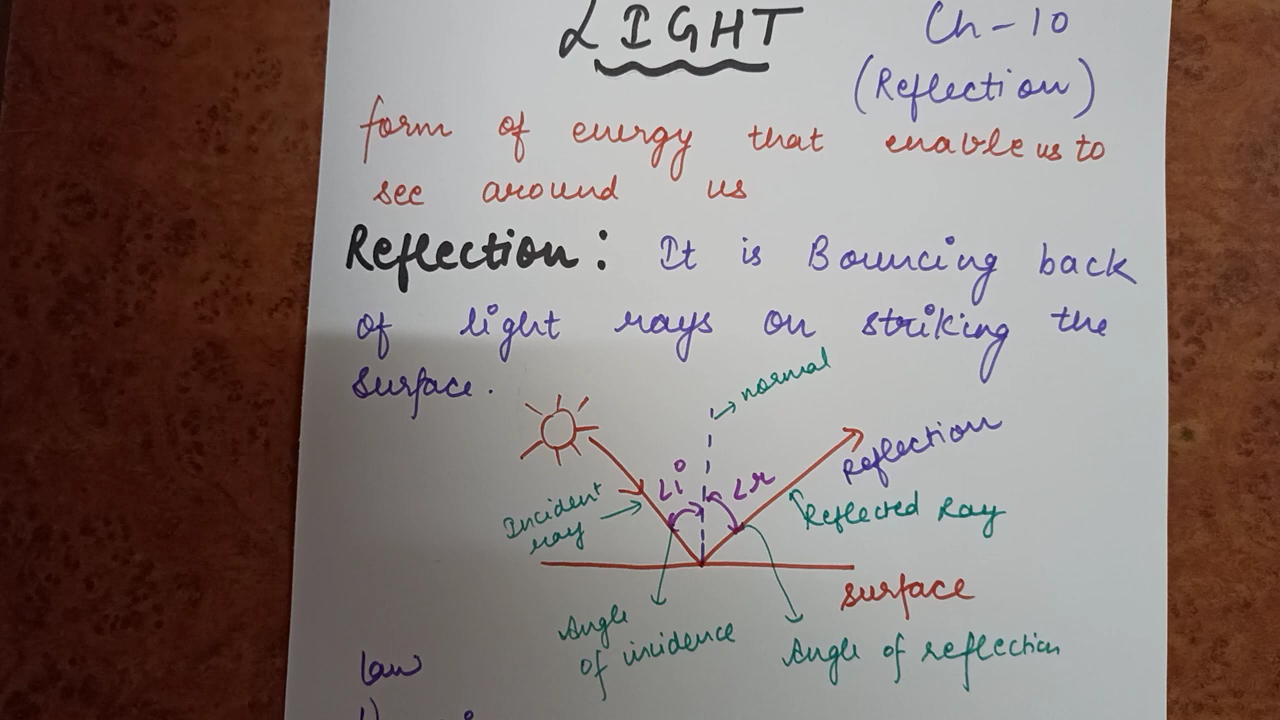 LIGHT
Ch-10
(Reflection)
form of energy that enable us to
see around us
Reflection: It is Bouncing back
of light rays on striking the
surface.
normal
Reflection
∠i
∠r
Incident
ray
Reflected Ray
surface
Angle
of incidence
Angle of reflection
law
1)